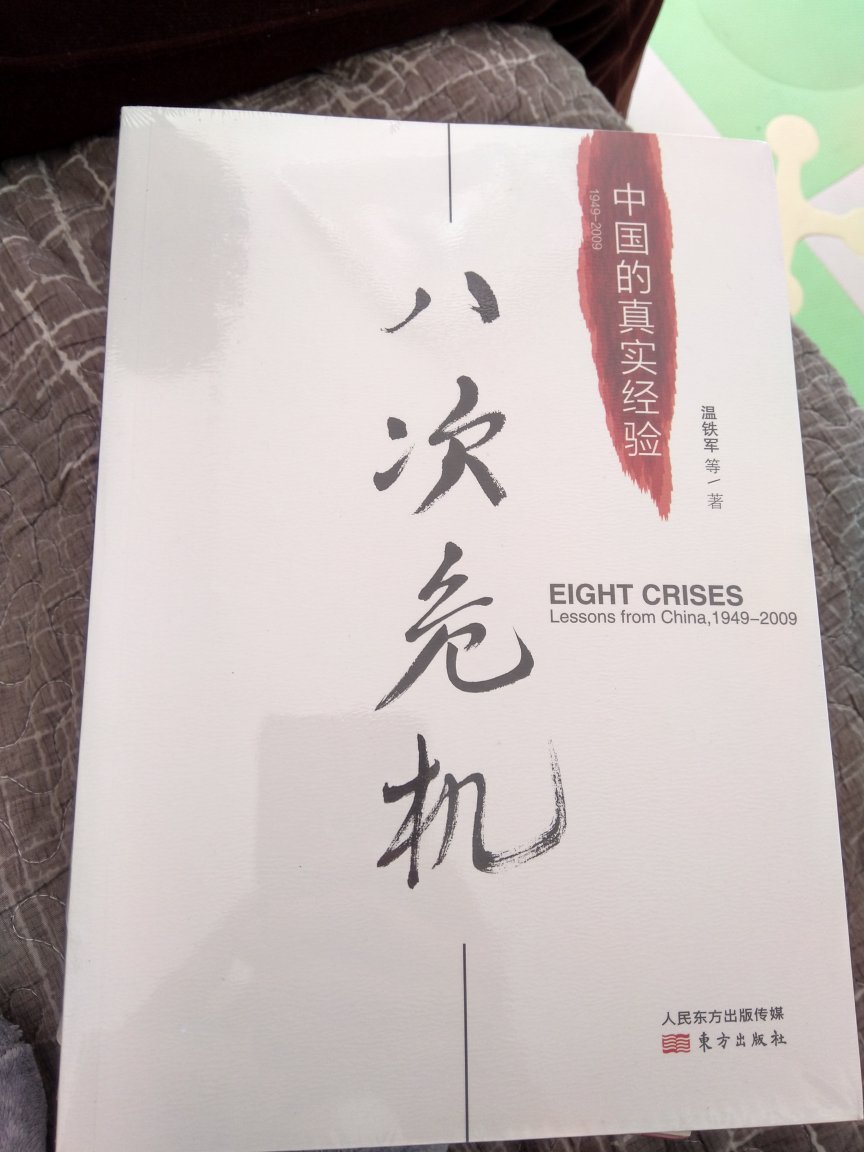 中国的真实经验
1949-2009
八次危机
温铁军 等 / 著
EIGHT CRISES
Lessons from China,1949-2009
人民东方出版传媒
東方出版社